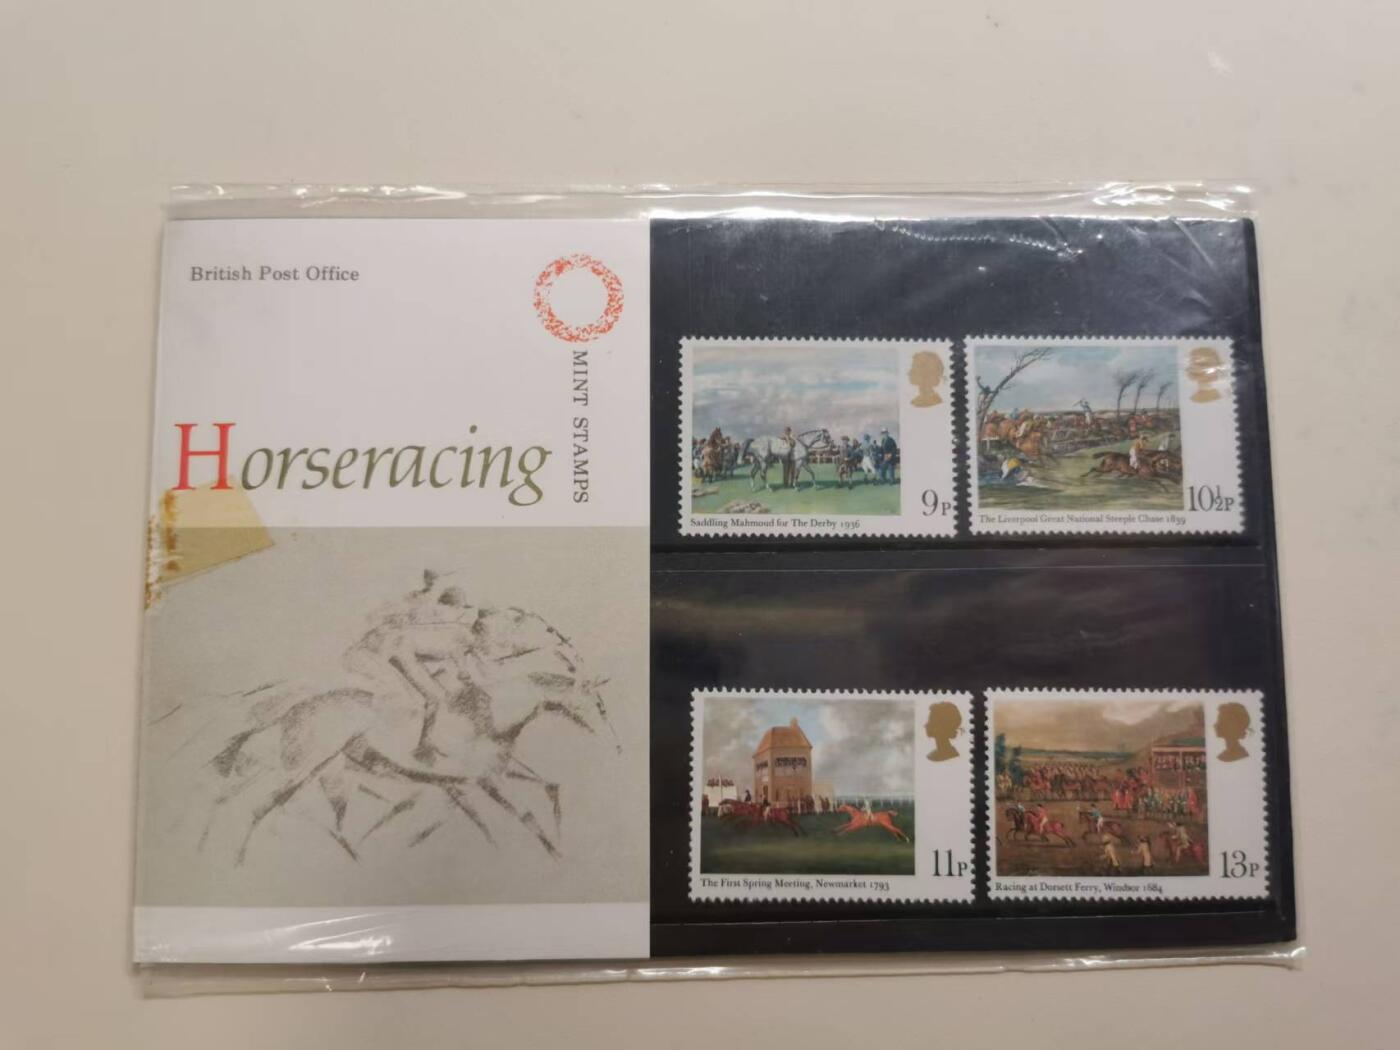 British Post Office
MINT STAMPS
Horseracing
9P
Saddling Mahmoud for The Derby 1936
10½P
The Liverpool Great National Steeple Chase 1839
11P
The First Spring Meeting, Newmarket 1793
13P
Racing at Dorsett Ferry, Windsor 1684